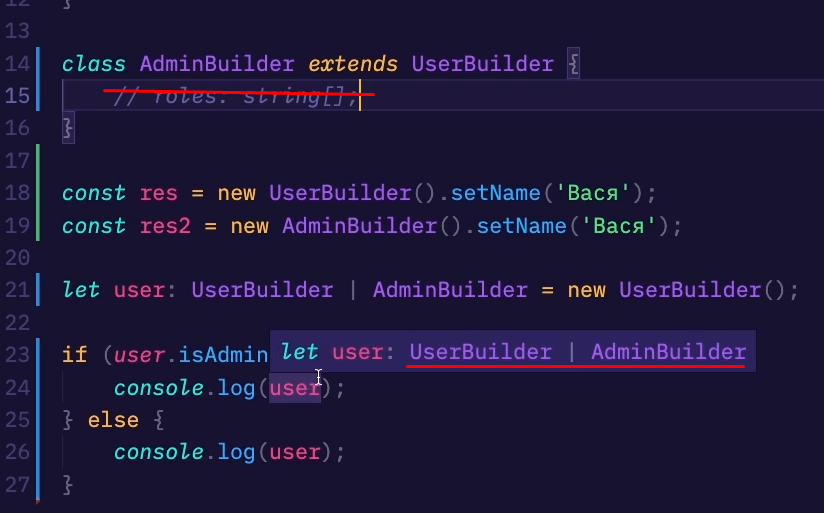 12 }
13
14 class AdminBuilder extends UserBuilder {
15 // roles: string[];
16 }
17
18 const res = new UserBuilder().setName('Вася');
19 const res2 = new AdminBuilder().setName('Вася');
20
21 let user: UserBuilder | AdminBuilder = new UserBuilder();
22
let user: UserBuilder | AdminBuilder
23 if (user.isAdmin
24 console.log(user);
25 } else {
26 console.log(user);
27 }